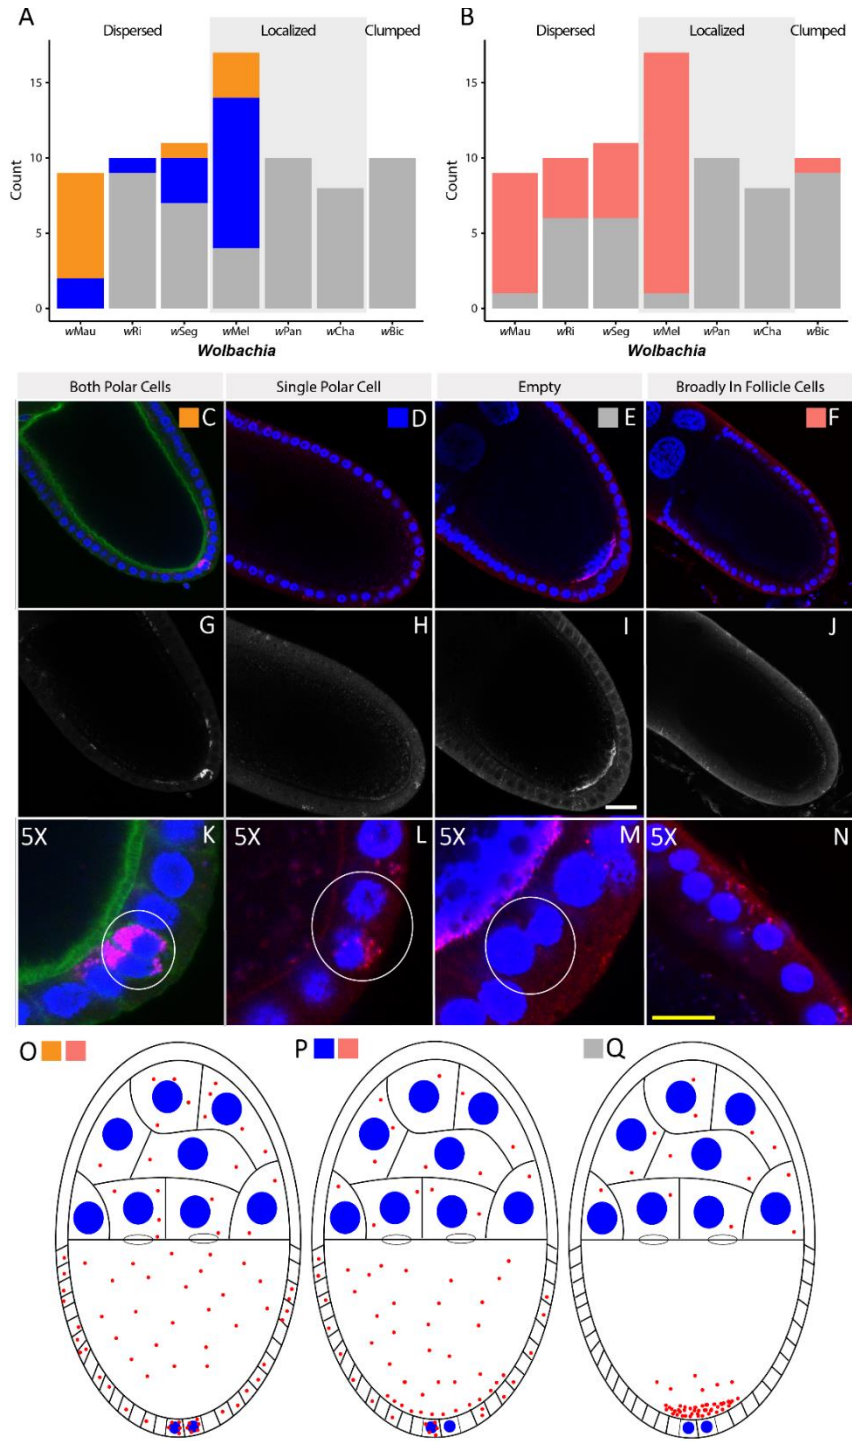 A
B
Dispersed Localized Clumped
Dispersed Localized Clumped
15
15
Count
Count
10
10
5
5
0
0
wMau wRi wSeg wMel wPan wCha wBic
wMau wRi wSeg wMel wPan wCha wBic
Wolbachia
Wolbachia
Both Polar Cells Single Polar Cell Empty Broadly In Follicle Cells
C D E F
G H I J
5X K 5X L 5X M 5X N
O P Q